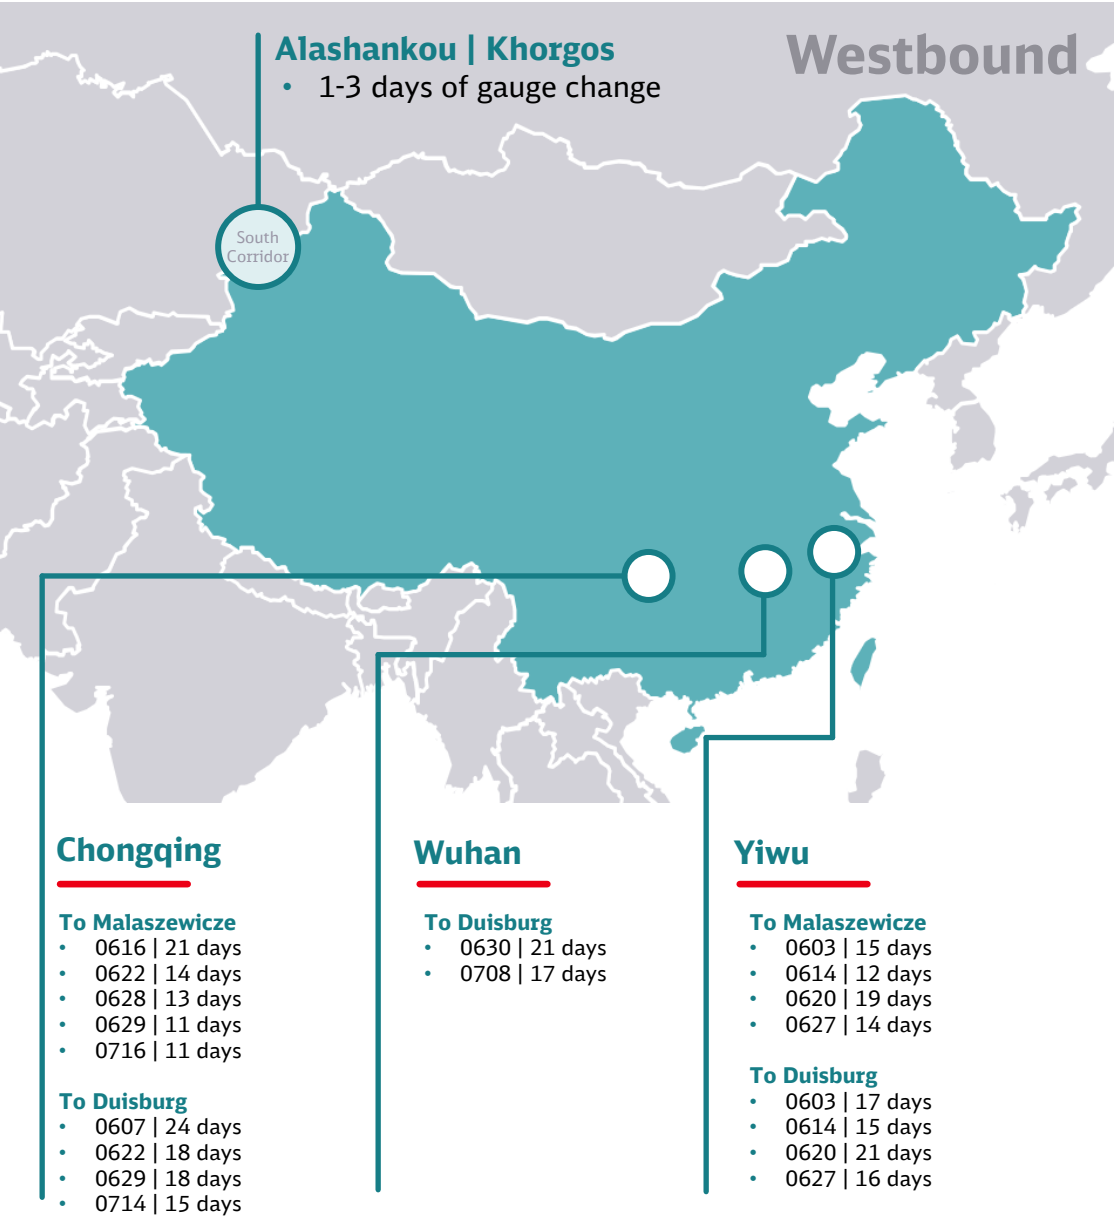 Westbound
Alashankou | Khorgos
• 1-3 days of gauge change
South
Corridor
Chongqing
To Malaszewicze
• 0616 | 21 days
• 0622 | 14 days
• 0628 | 13 days
• 0629 | 11 days
• 0716 | 11 days
To Duisburg
• 0607 | 24 days
• 0622 | 18 days
• 0629 | 18 days
• 0714 | 15 days
Wuhan
To Duisburg
• 0630 | 21 days
• 0708 | 17 days
Yiwu
To Malaszewicze
• 0603 | 15 days
• 0614 | 12 days
• 0620 | 19 days
• 0627 | 14 days
To Duisburg
• 0603 | 17 days
• 0614 | 15 days
• 0620 | 21 days
• 0627 | 16 days